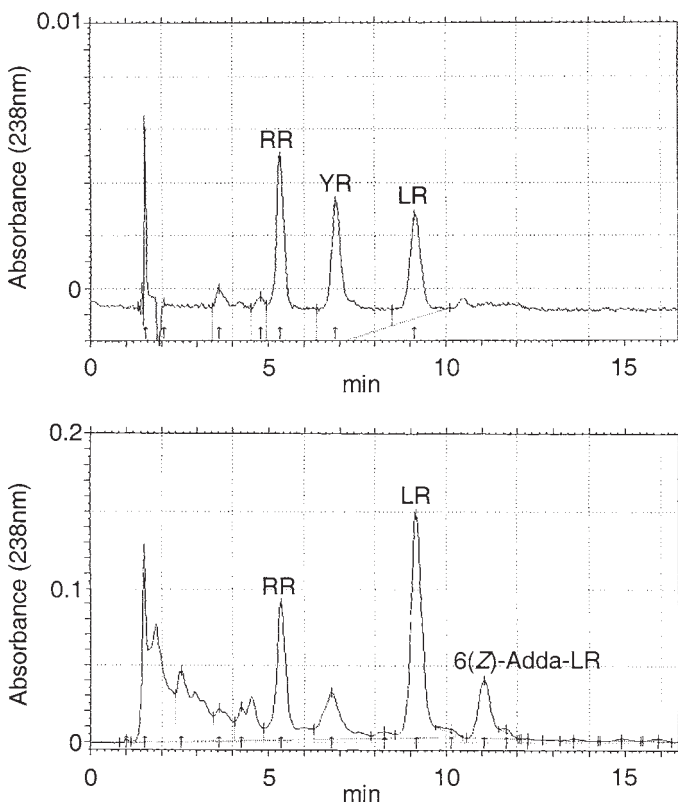 0.01
Absorbance (238nm)
RR
YR
LR
0
0 5 10 15
min
0.2
Absorbance (238nm)
LR
RR
0.1
6(Z)-Adda-LR
0
0 5 10 15
min